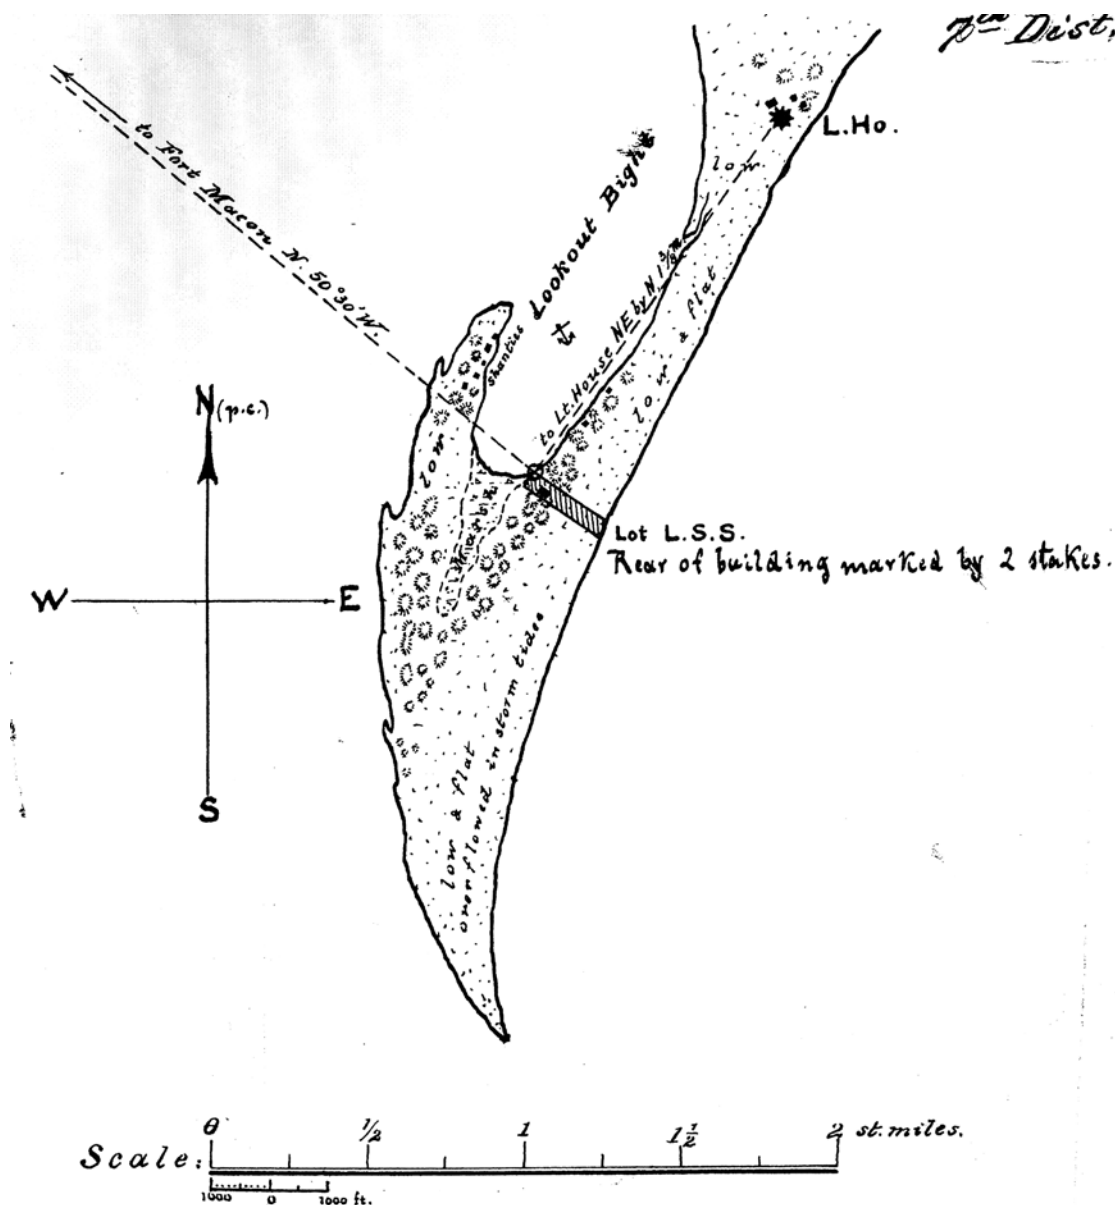 7th Dist.
L.Ho.
low
to Fort Macon N. 50°30'W.
Lookout Bight
to Lt. House NE by N 1 3/8 m
low & flat
shanties
N (p.c.)
low
marsh
Lot L.S.S.
Rear of building marked by 2 stakes.
W
E
low & flat
overflowed in storm tides
S
0 1/2 1 1 1/2 2 st. miles.
Scale:
1000 0 1000 ft.